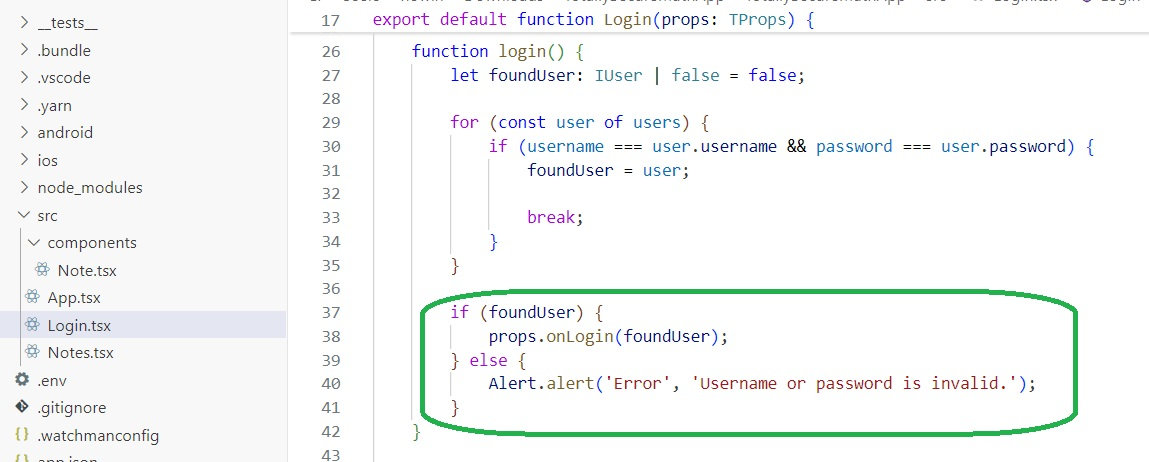 __tests__
.bundle
.vscode
.yarn
android
ios
node_modules
src
components
Note.tsx
App.tsx
Login.tsx
Notes.tsx
.env
.gitignore
.watchmanconfig
17 export default function Login(props: TProps) {
26 function login() {
27 let foundUser: IUser | false = false;
28
29 for (const user of users) {
30 if (username === user.username && password === user.password) {
31 foundUser = user;
32
33 break;
34 }
35 }
36
37 if (foundUser) {
38 props.onLogin(foundUser);
39 } else {
40 Alert.alert('Error', 'Username or password is invalid.');
41 }
42 }
43